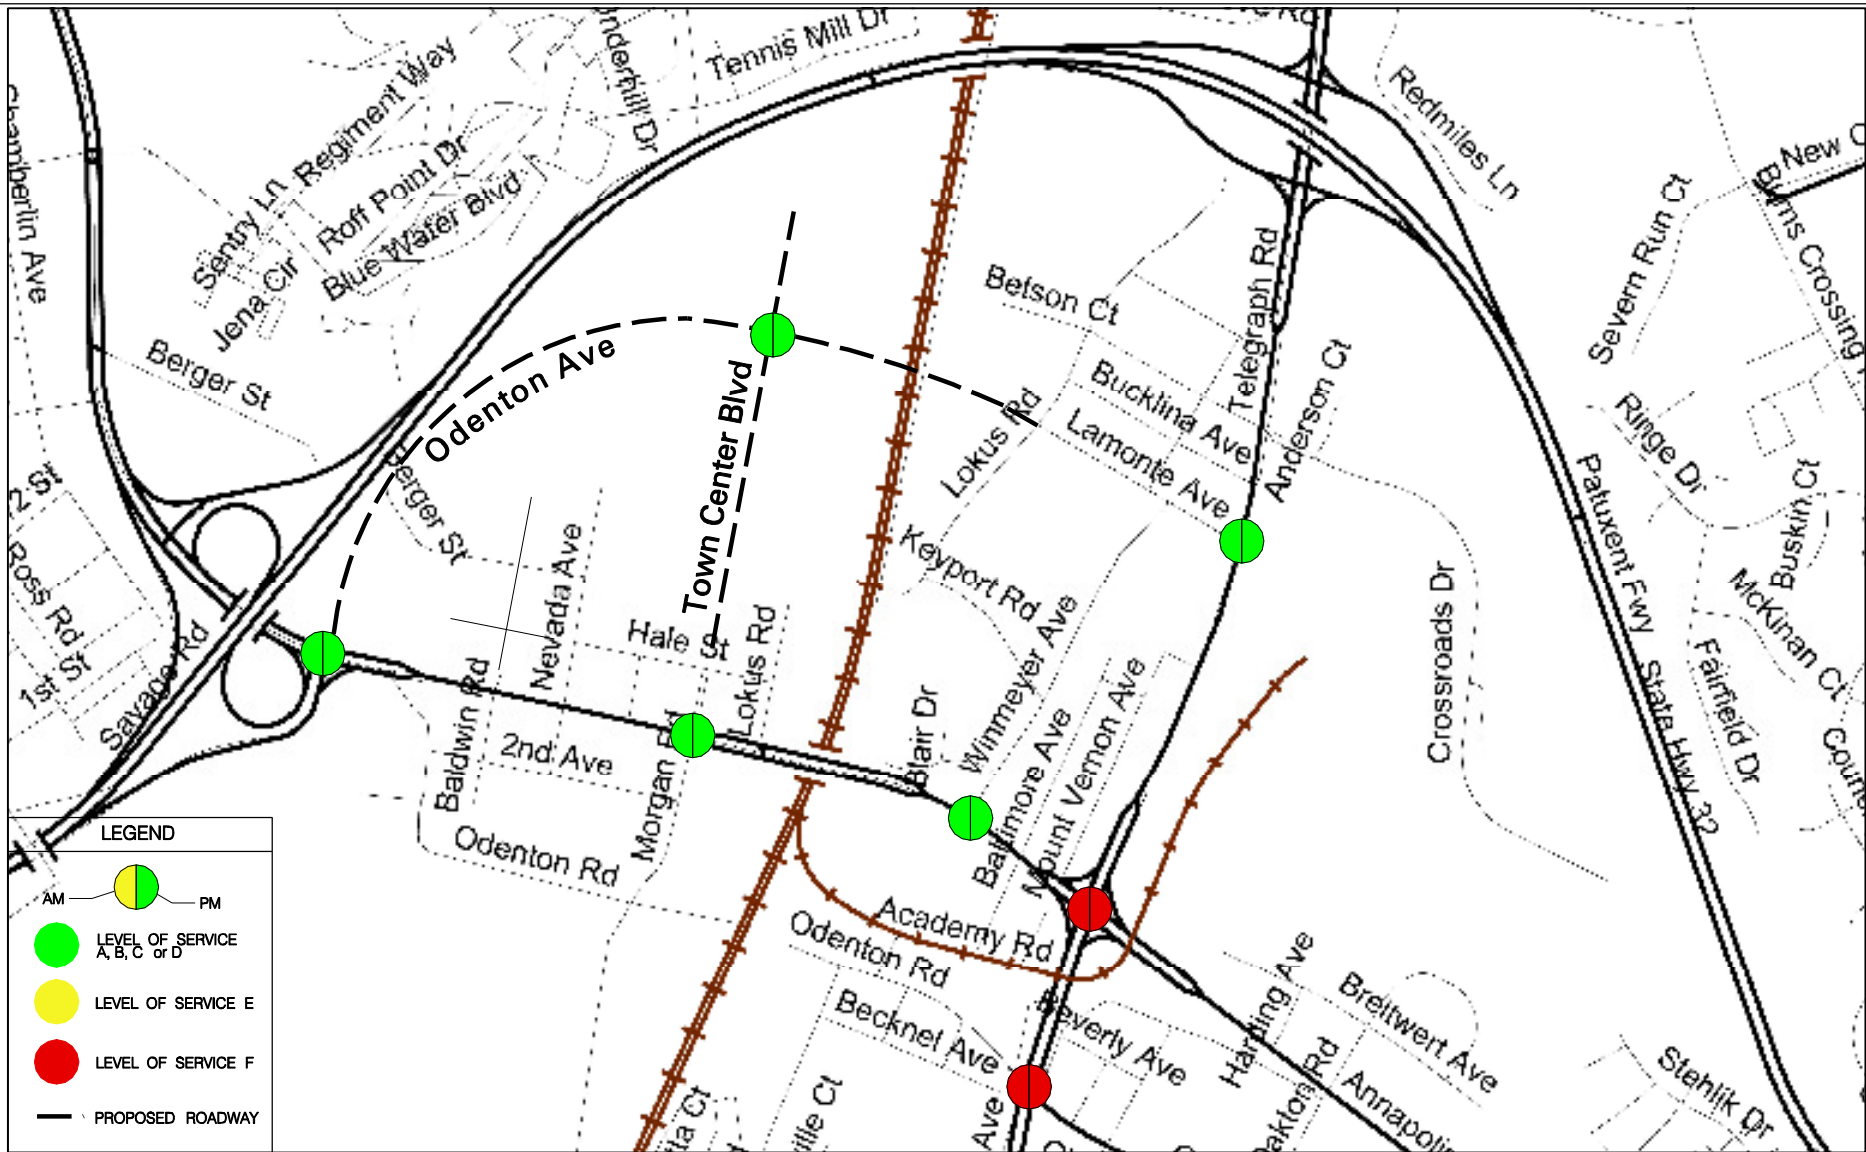 Tennis Mill Dr
Regiment Way
Redmiles Ln
Roff Point Dr
Blue Water Blvd
Sentry Ln
Jena Cir
Chamberlin Ave
Berger St
Odenton Ave
Town Center Blvd
Betson Ct
Telegraph Rd
Bucklina Ave
Anderson Ct
Lamonte Ave
Lokus Rd
Severn Run Ct
Burns Crossing
Ringe Dr
Buskin Ct
McKinan Ct
Fairfield Dr
Patuxent Fwy
State Hwy 32
Crossroads Dr
Keyport Rd
Winmeyer Ave
Berger St
Nevada Ave
Hale St
Lokus Rd
2 St
Ross Rd
1st St
Savage Rd
Baldwin Rd
2nd Ave
Morgan Rd
Odenton Rd
Blair Dr
Baltimore Ave
Mount Vernon Ave
Academy Rd
Odenton Rd
Becknel Ave
Beverly Ave
Harding Ave
Breitwert Ave
Oakton Rd
Stehlik Dr
Ave
LEGEND
AM
PM
LEVEL OF SERVICE
A, B, C or D
LEVEL OF SERVICE E
LEVEL OF SERVICE F
PROPOSED ROADWAY